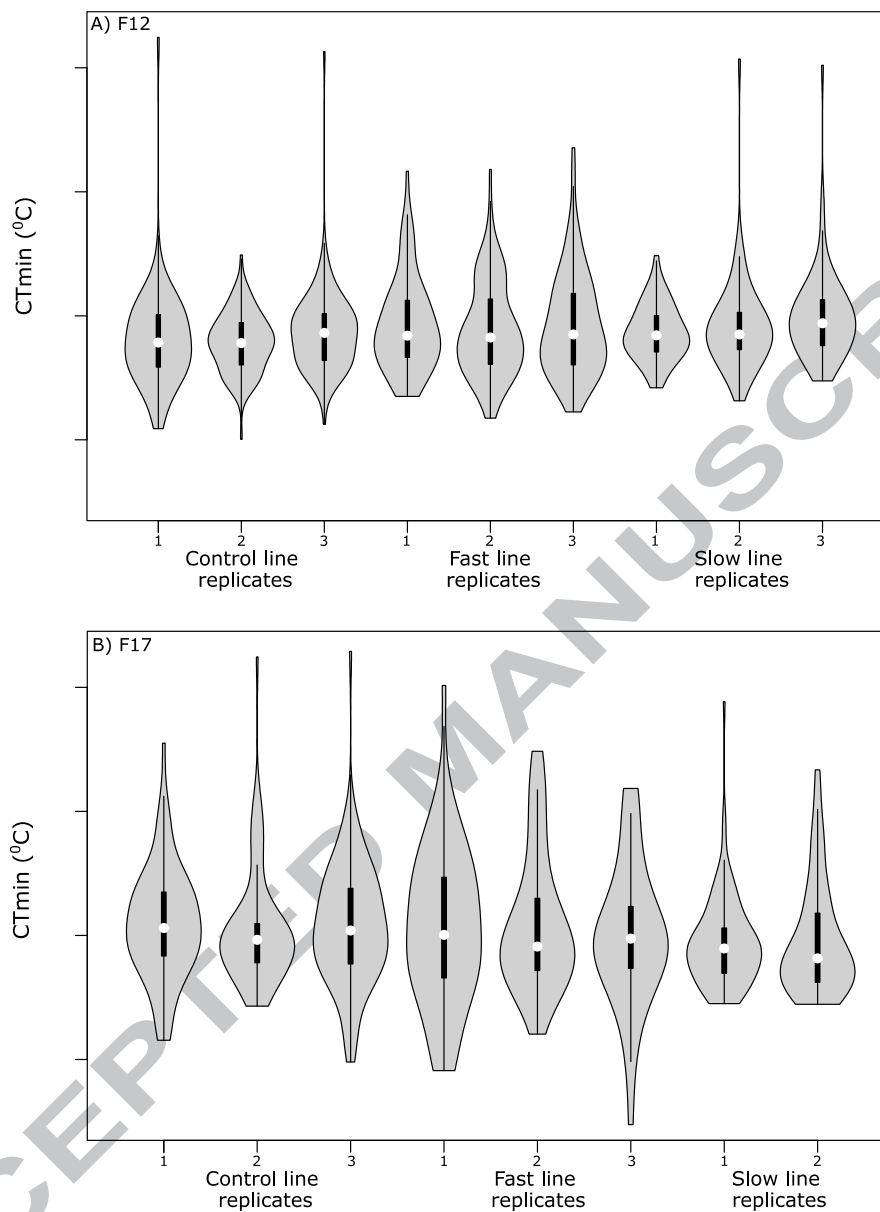 A) F12
CTmin (⁰C)
1 2 3 1 2 3 1 2 3
Control line replicates
Fast line replicates
Slow line replicates
B) F17
CTmin (⁰C)
1 2 3 1 2 3 1 2
Control line replicates
Fast line replicates
Slow line replicates
CEPTED MANUSCR